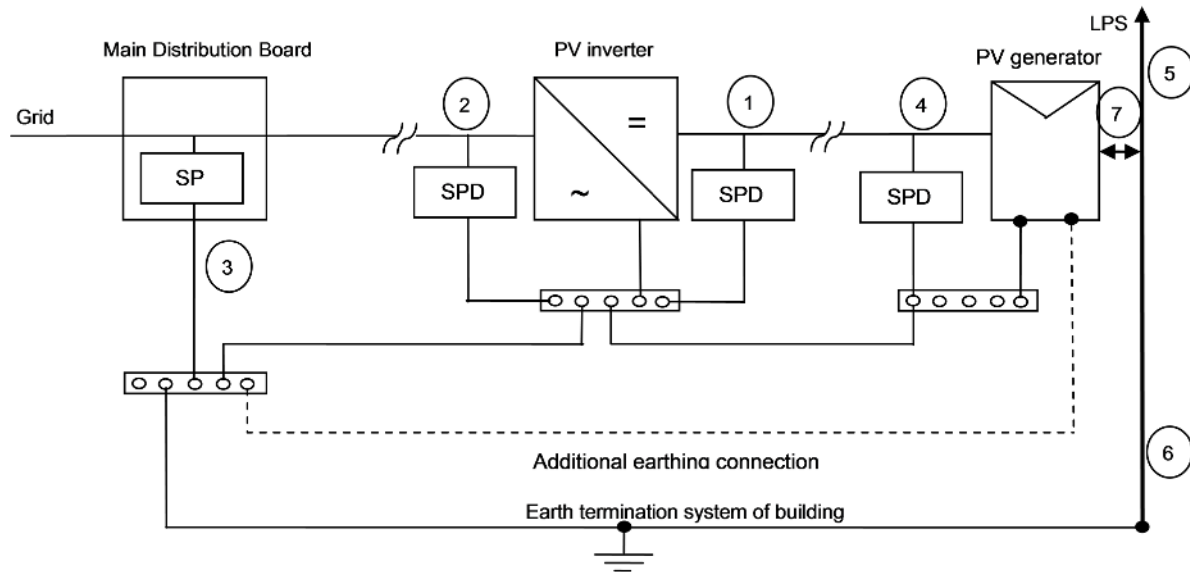 LPS
Main Distribution Board
PV inverter
PV generator
5
2
1
4
7
Grid
=
SP
SPD
~
SPD
SPD
3
6
Additional earthing connection
Earth termination system of building